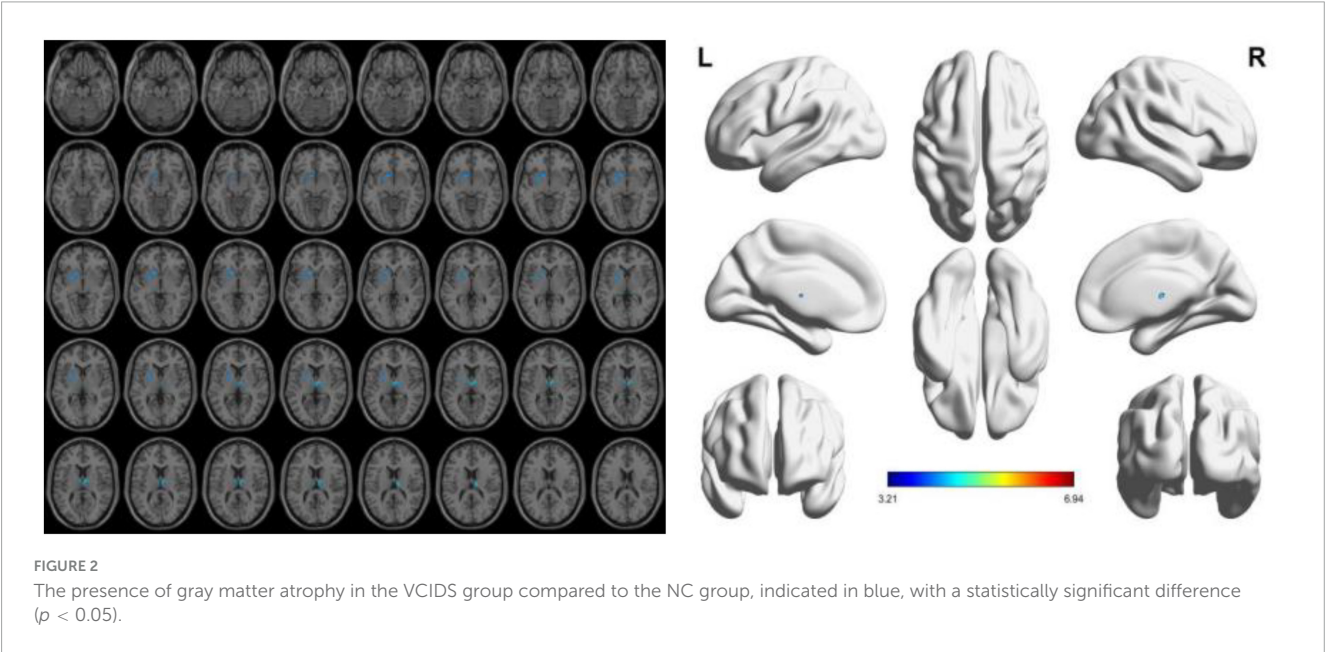 L
R
3.21
6.94
FIGURE 2
The presence of gray matter atrophy in the VCIDS group compared to the NC group, indicated in blue, with a statistically significant difference
(p < 0.05).